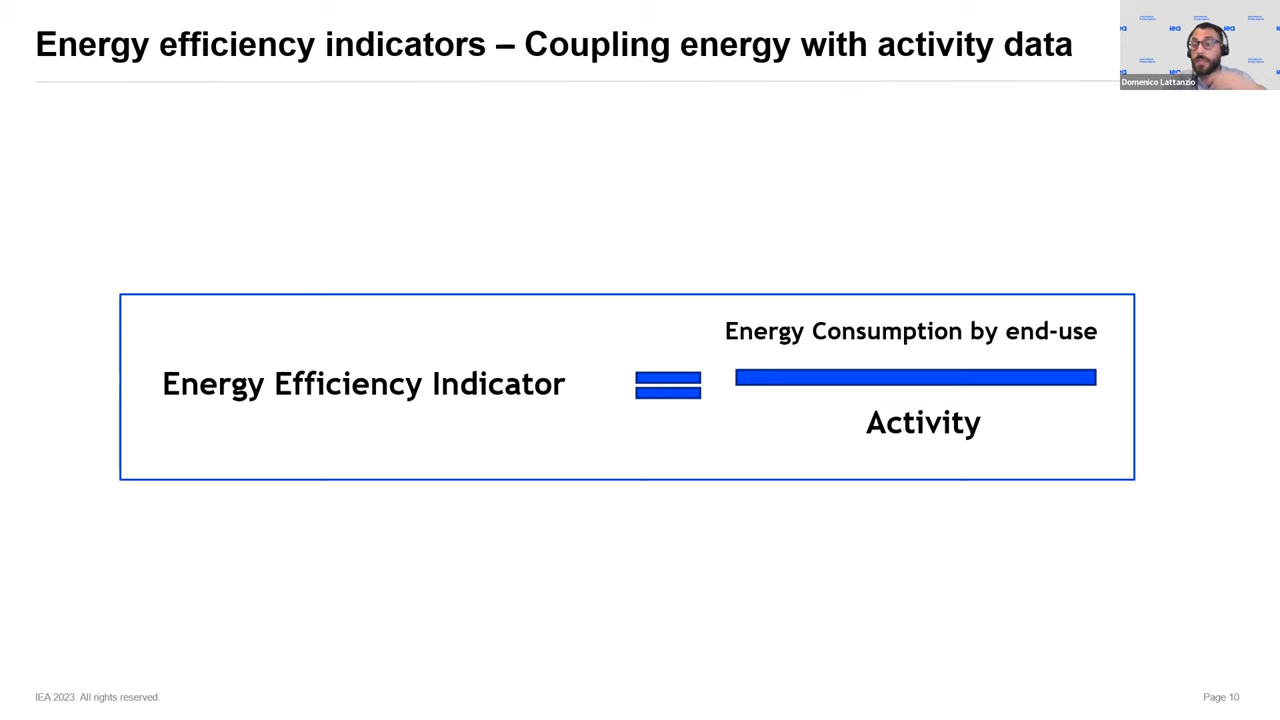 Energy efficiency indicators – Coupling energy with activity data
iea
Domenico Lattanzio
Energy Consumption by end-use
Energy Efficiency Indicator
Activity
IEA 2023. All rights reserved.
Page 10